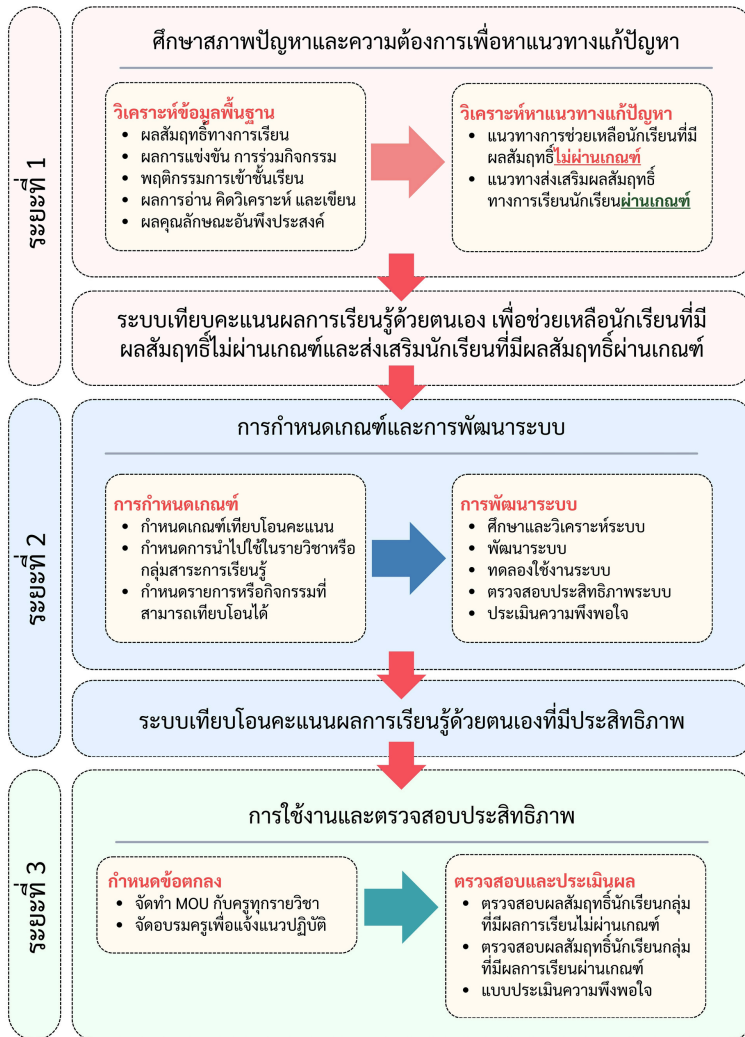 ระยะที่ 1
ศึกษาสภาพปัญหาและความต้องการเพื่อหาแนวทางแก้ปัญหา
วิเคราะห์ข้อมูลพื้นฐาน
• ผลสัมฤทธิ์ทางการเรียน
• ผลการแข่งขัน การร่วมกิจกรรม
• พฤติกรรมการเข้าชั้นเรียน
• ผลการอ่าน คิดวิเคราะห์ และเขียน
• ผลคุณลักษณะอันพึงประสงค์
วิเคราะห์หาแนวทางแก้ปัญหา
• แนวทางการช่วยเหลือนักเรียนที่มี
ผลสัมฤทธิ์ไม่ผ่านเกณฑ์
• แนวทางส่งเสริมผลสัมฤทธิ์
ทางการเรียนนักเรียนผ่านเกณฑ์
ระบบเทียบคะแนนผลการเรียนรู้ด้วยตนเอง เพื่อช่วยเหลือนักเรียนที่มี
ผลสัมฤทธิ์ไม่ผ่านเกณฑ์และส่งเสริมนักเรียนที่มีผลสัมฤทธิ์ผ่านเกณฑ์
ระยะที่ 2
การกำหนดเกณฑ์และการพัฒนาระบบ
การกำหนดเกณฑ์
• กำหนดเกณฑ์เทียบโอนคะแนน
• กำหนดการนำไปใช้ในรายวิชาหรือ
กลุ่มสาระการเรียนรู้
• กำหนดรายการหรือกิจกรรมที่
สามารถเทียบโอนได้
การพัฒนาระบบ
• ศึกษาและวิเคราะห์ระบบ
• พัฒนาระบบ
• ทดลองใช้งานระบบ
• ตรวจสอบประสิทธิภาพระบบ
• ประเมินความพึงพอใจ
ระบบเทียบโอนคะแนนผลการเรียนรู้ด้วยตนเองที่มีประสิทธิภาพ
ระยะที่ 3
การใช้งานและตรวจสอบประสิทธิภาพ
กำหนดข้อตกลง
• จัดทำ MOU กับครูทุกรายวิชา
• จัดอบรมครูเพื่อแจ้งแนวปฏิบัติ
ตรวจสอบและประเมินผล
• ตรวจสอบผลสัมฤทธิ์นักเรียนกลุ่ม
ที่มีผลการเรียนไม่ผ่านเกณฑ์
• ตรวจสอบผลสัมฤทธิ์นักเรียนกลุ่ม
ที่มีผลการเรียนผ่านเกณฑ์
• แบบประเมินความพึงพอใจ